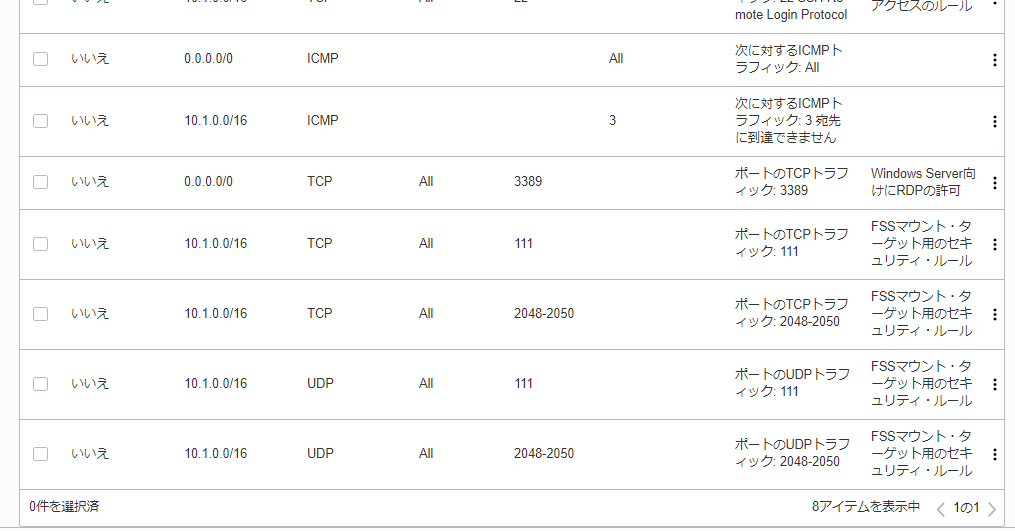 mote Login Protocol
アクセスのルール
いいえ 0.0.0.0/0 ICMP All 次に対するICMPト
ラフィック: All
いいえ 10.1.0.0/16 ICMP 3 次に対するICMPト
ラフィック: 3 宛先
に到達できません
いいえ 0.0.0.0/0 TCP All 3389 ポートのTCPトラフ
ィック: 3389
Windows Server向
けにRDPの許可
いいえ 10.1.0.0/16 TCP All 111 ポートのTCPトラフ
ィック: 111
FSSマウント・タ
ーゲット用のセキ
ュリティ・ルール
いいえ 10.1.0.0/16 TCP All 2048-2050 ポートのTCPトラフ
ィック: 2048-2050
FSSマウント・タ
ーゲット用のセキ
ュリティ・ルール
いいえ 10.1.0.0/16 UDP All 111 ポートのUDPトラフ
ィック: 111
FSSマウント・タ
ーゲット用のセキ
ュリティ・ルール
いいえ 10.1.0.0/16 UDP All 2048-2050 ポートのUDPトラフ
ィック: 2048-2050
FSSマウント・タ
ーゲット用のセキ
ュリティ・ルール
0件を選択済 8アイテムを表示中 1の1